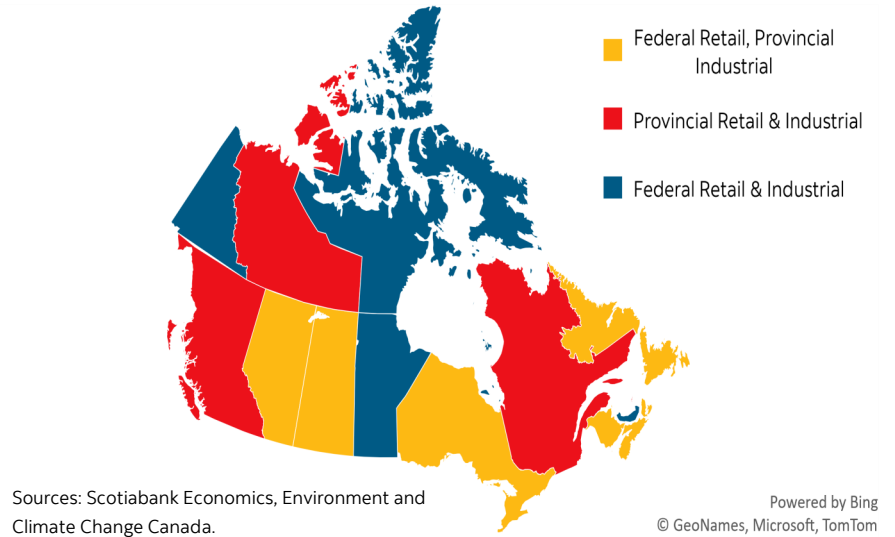 Federal Retail, Provincial
Industrial
Provincial Retail & Industrial
Federal Retail & Industrial
Sources: Scotiabank Economics, Environment and
Climate Change Canada.
Powered by Bing
© GeoNames, Microsoft, TomTom